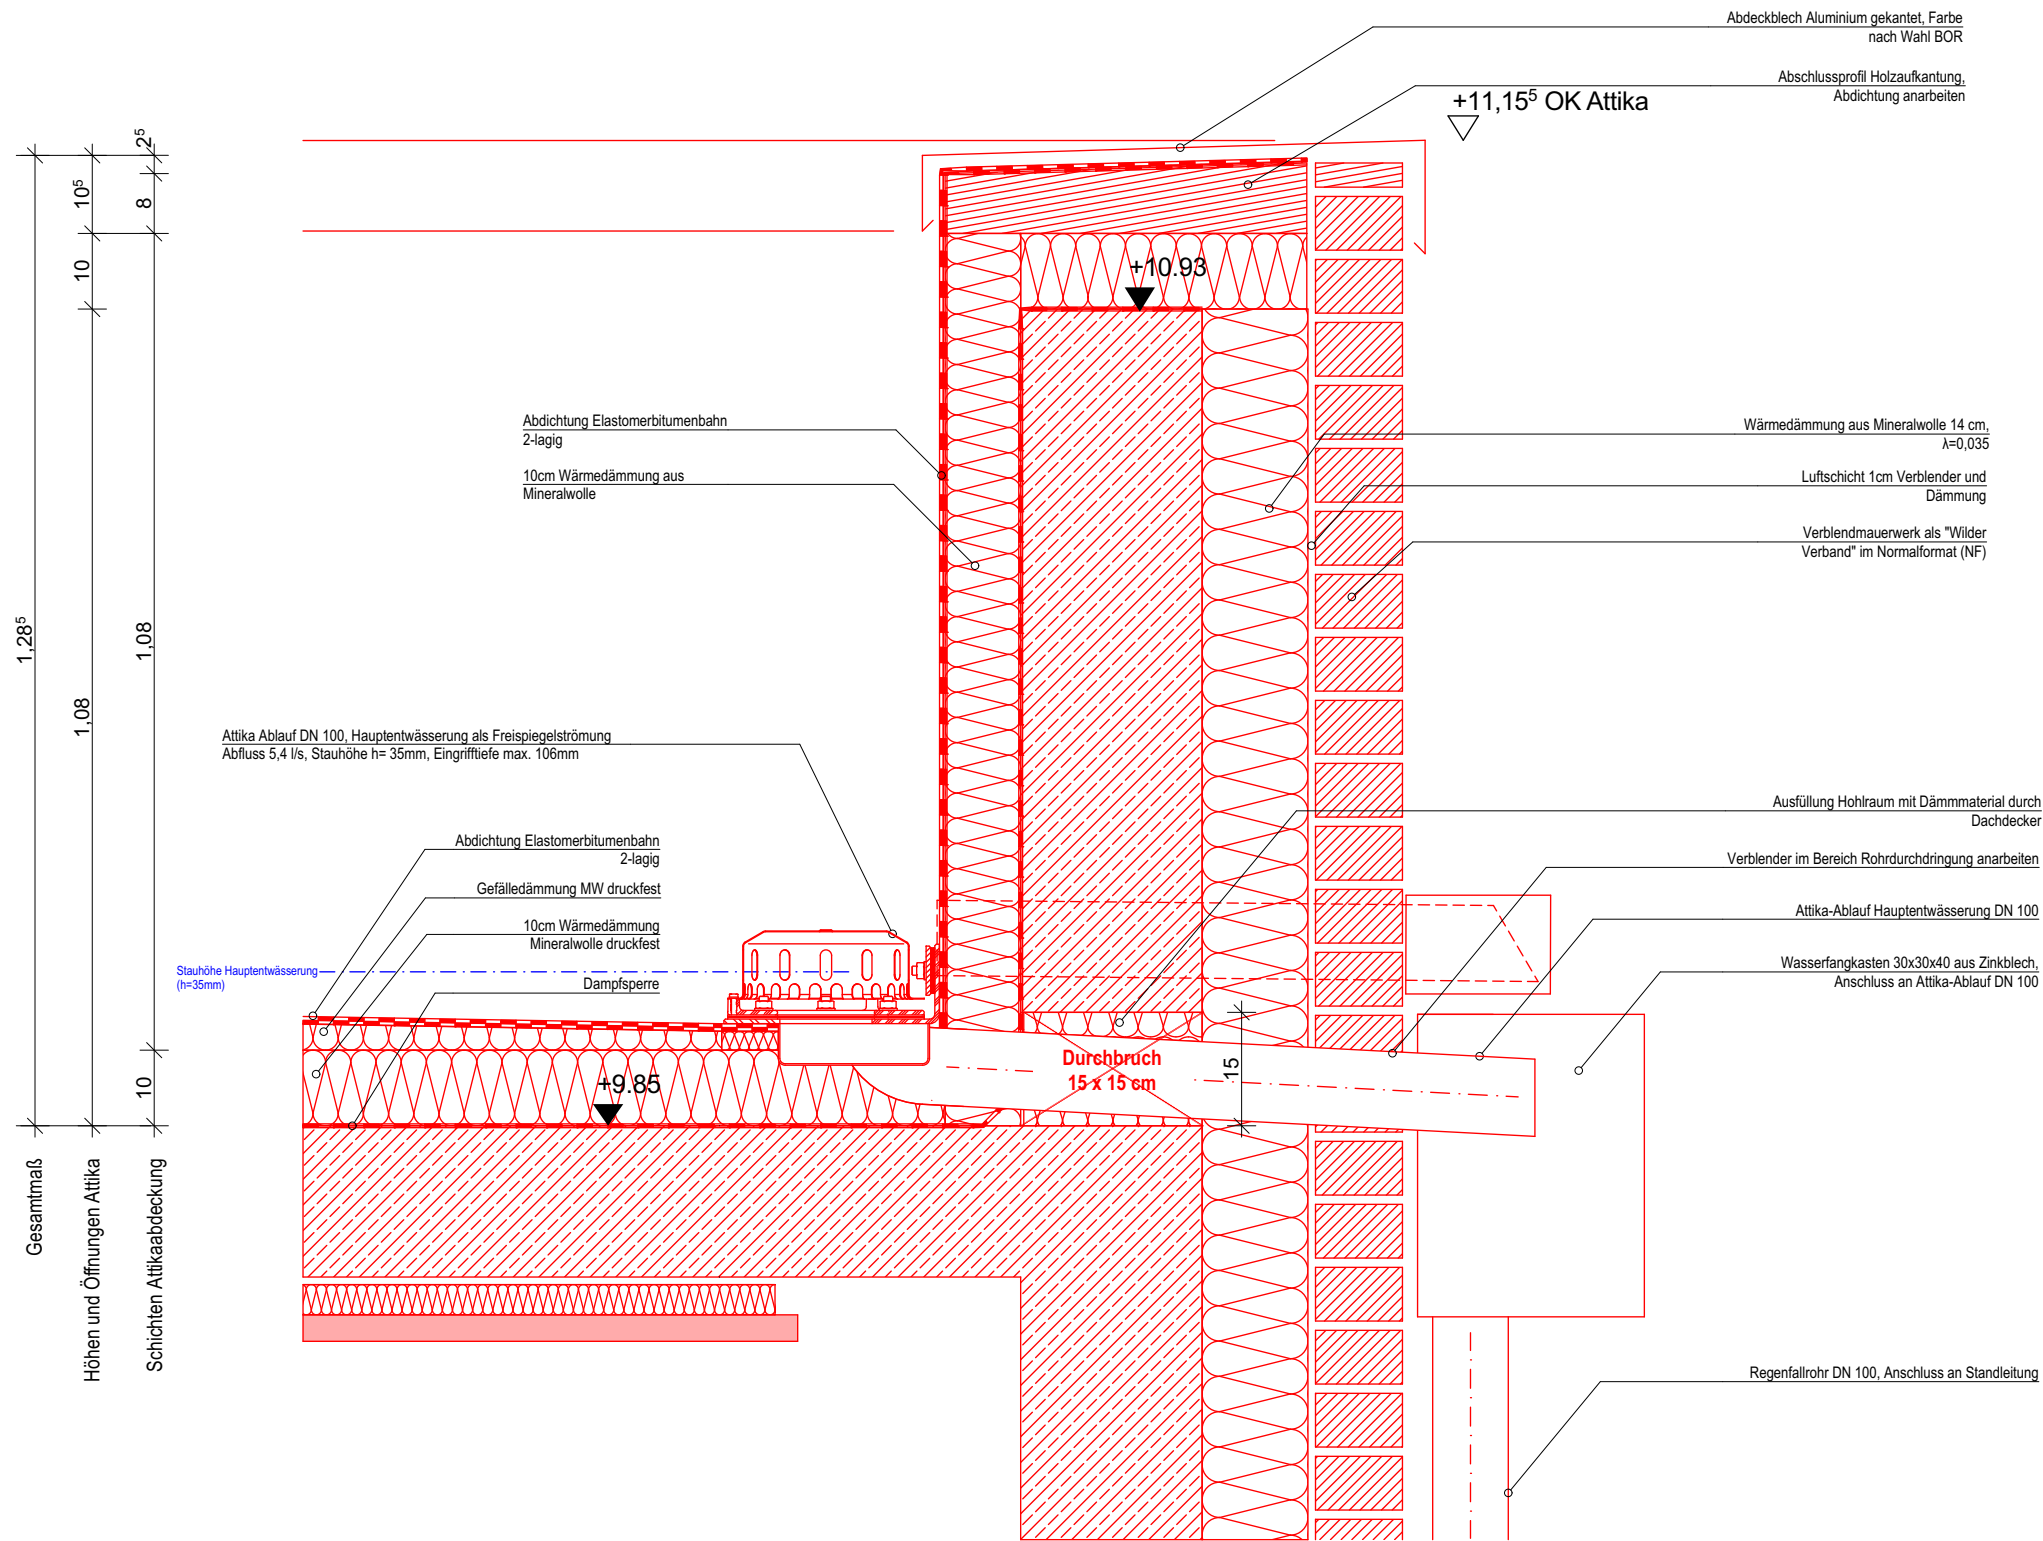 Abdeckblech Aluminium gekantet, Farbe
nach Wahl BOR
Abschlussprofil Holzaufkantung,
Abdichtung anarbeiten
+11,15⁵ OK Attika
2⁵
10⁵
8
10
+10.93
Abdichtung Elastomerbitumenbahn
2-lagig
10cm Wärmedämmung aus
Mineralwolle
Wärmedämmung aus Mineralwolle 14 cm,
λ=0,035
Luftschicht 1cm Verblender und
Dämmung
Verblendmauerwerk als "Wilder
Verband" im Normalformat (NF)
1,28⁵
1,08
1,08
Attika Ablauf DN 100, Hauptentwässerung als Freispiegelströmung
Abfluss 5,4 l/s, Stauhöhe h= 35mm, Eingrifftiefe max. 106mm
Abdichtung Elastomerbitumenbahn
2-lagig
Gefälledämmung MW druckfest
10cm Wärmedämmung
Mineralwolle druckfest
Stauhöhe Hauptentwässerung
(h=35mm)
Dampfsperre
Ausfüllung Hohlraum mit Dämmmaterial durch
Dachdecker
Verblender im Bereich Rohrdurchdringung anarbeiten
Attika-Ablauf Hauptentwässerung DN 100
Wasserfangkasten 30x30x40 aus Zinkblech,
Anschluss an Attika-Ablauf DN 100
Durchbruch
15 x 15 cm
15
10
+9.85
Gesamtmaß
Höhen und Öffnungen Attika
Schichten Attikaabdeckung
Regenfallrohr DN 100, Anschluss an Standleitung